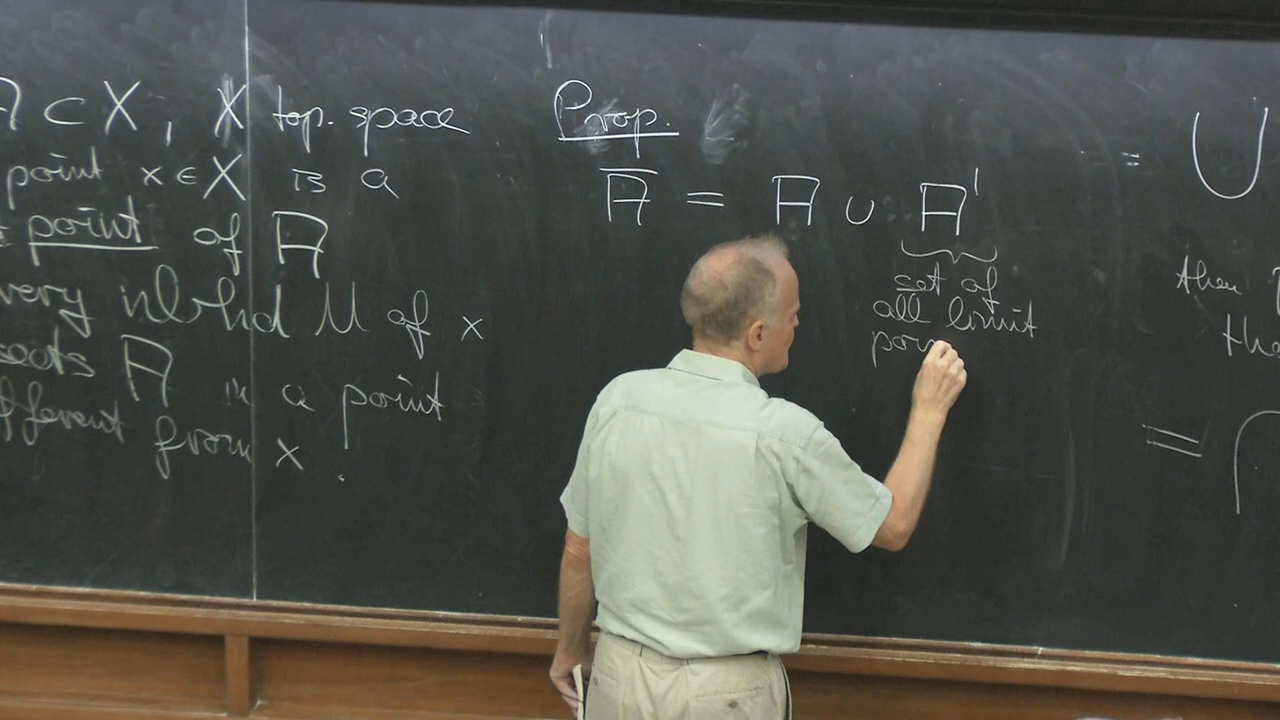 A ⊂ X, X top. space
point x ∈ X is a
point of A
very nbhd U of x
sects A in a point
fferent from x.
Prop.
A̅ = A ∪ A'
set of
all limit
poin
= U
then
the
=